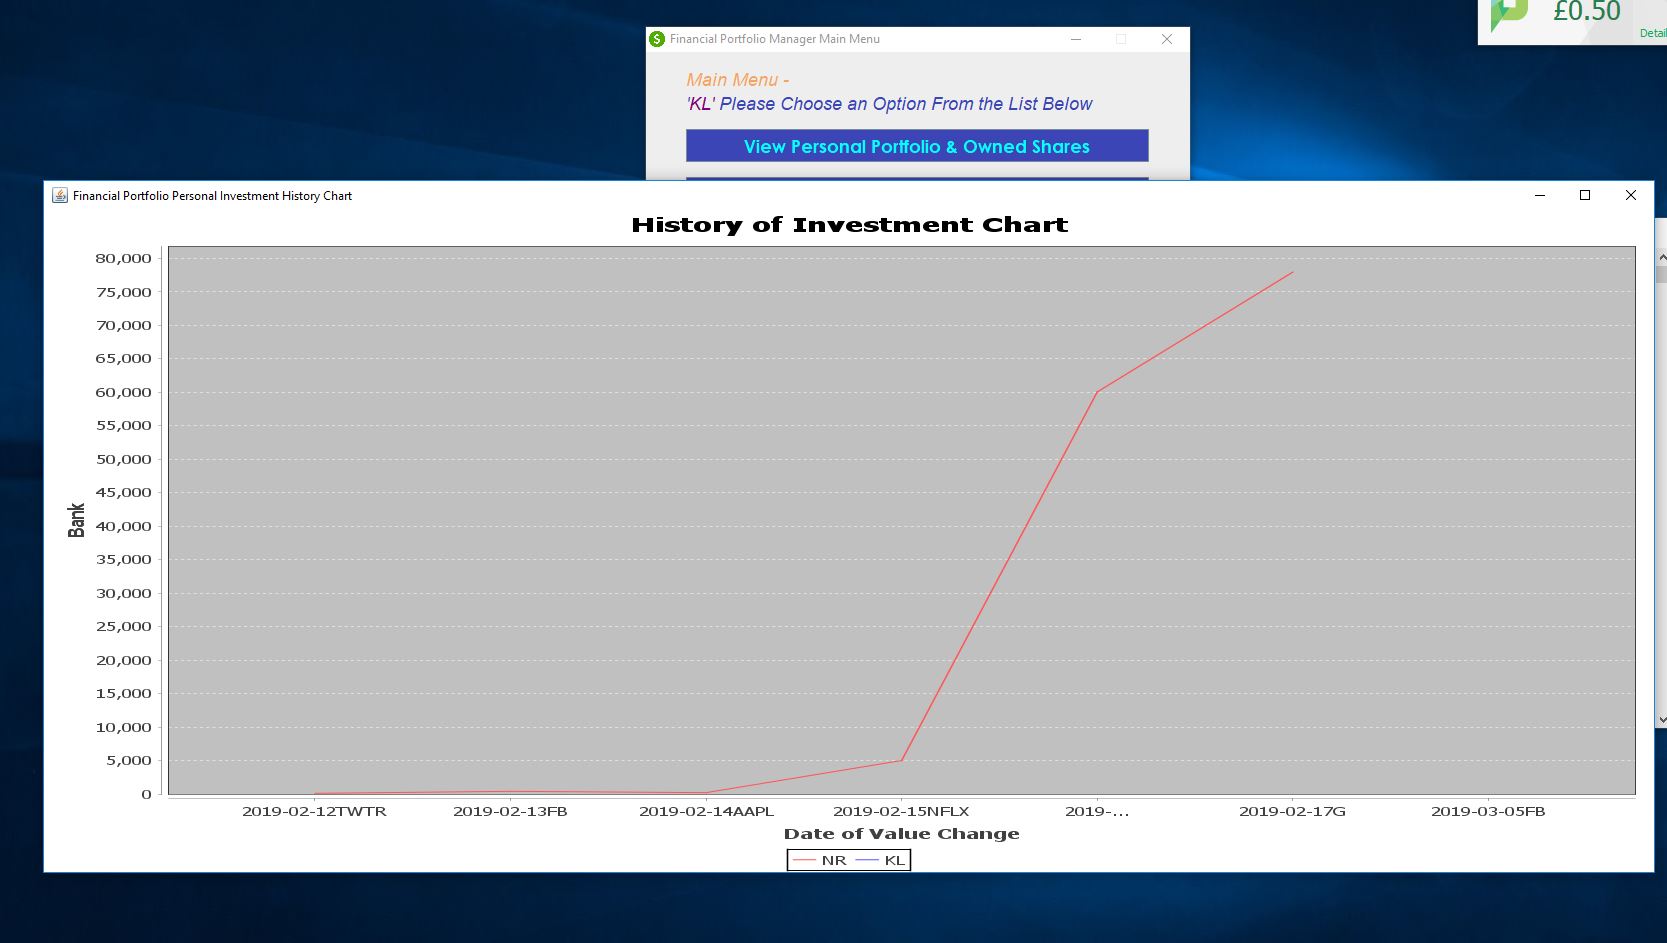 £0.50
Financial Portfolio Manager Main Menu
Main Menu -
'KL' Please Choose an Option From the List Below
View Personal Portfolio & Owned Shares
Financial Portfolio Personal Investment History Chart
History of Investment Chart
80,000
75,000
70,000
65,000
60,000
55,000
50,000
45,000
40,000
35,000
30,000
25,000
20,000
15,000
10,000
5,000
0
Bank
2019-02-12TWTR 2019-02-13FB 2019-02-14AAPL 2019-02-15NFLX 2019-... 2019-02-17G 2019-03-05FB
Date of Value Change
NR KL